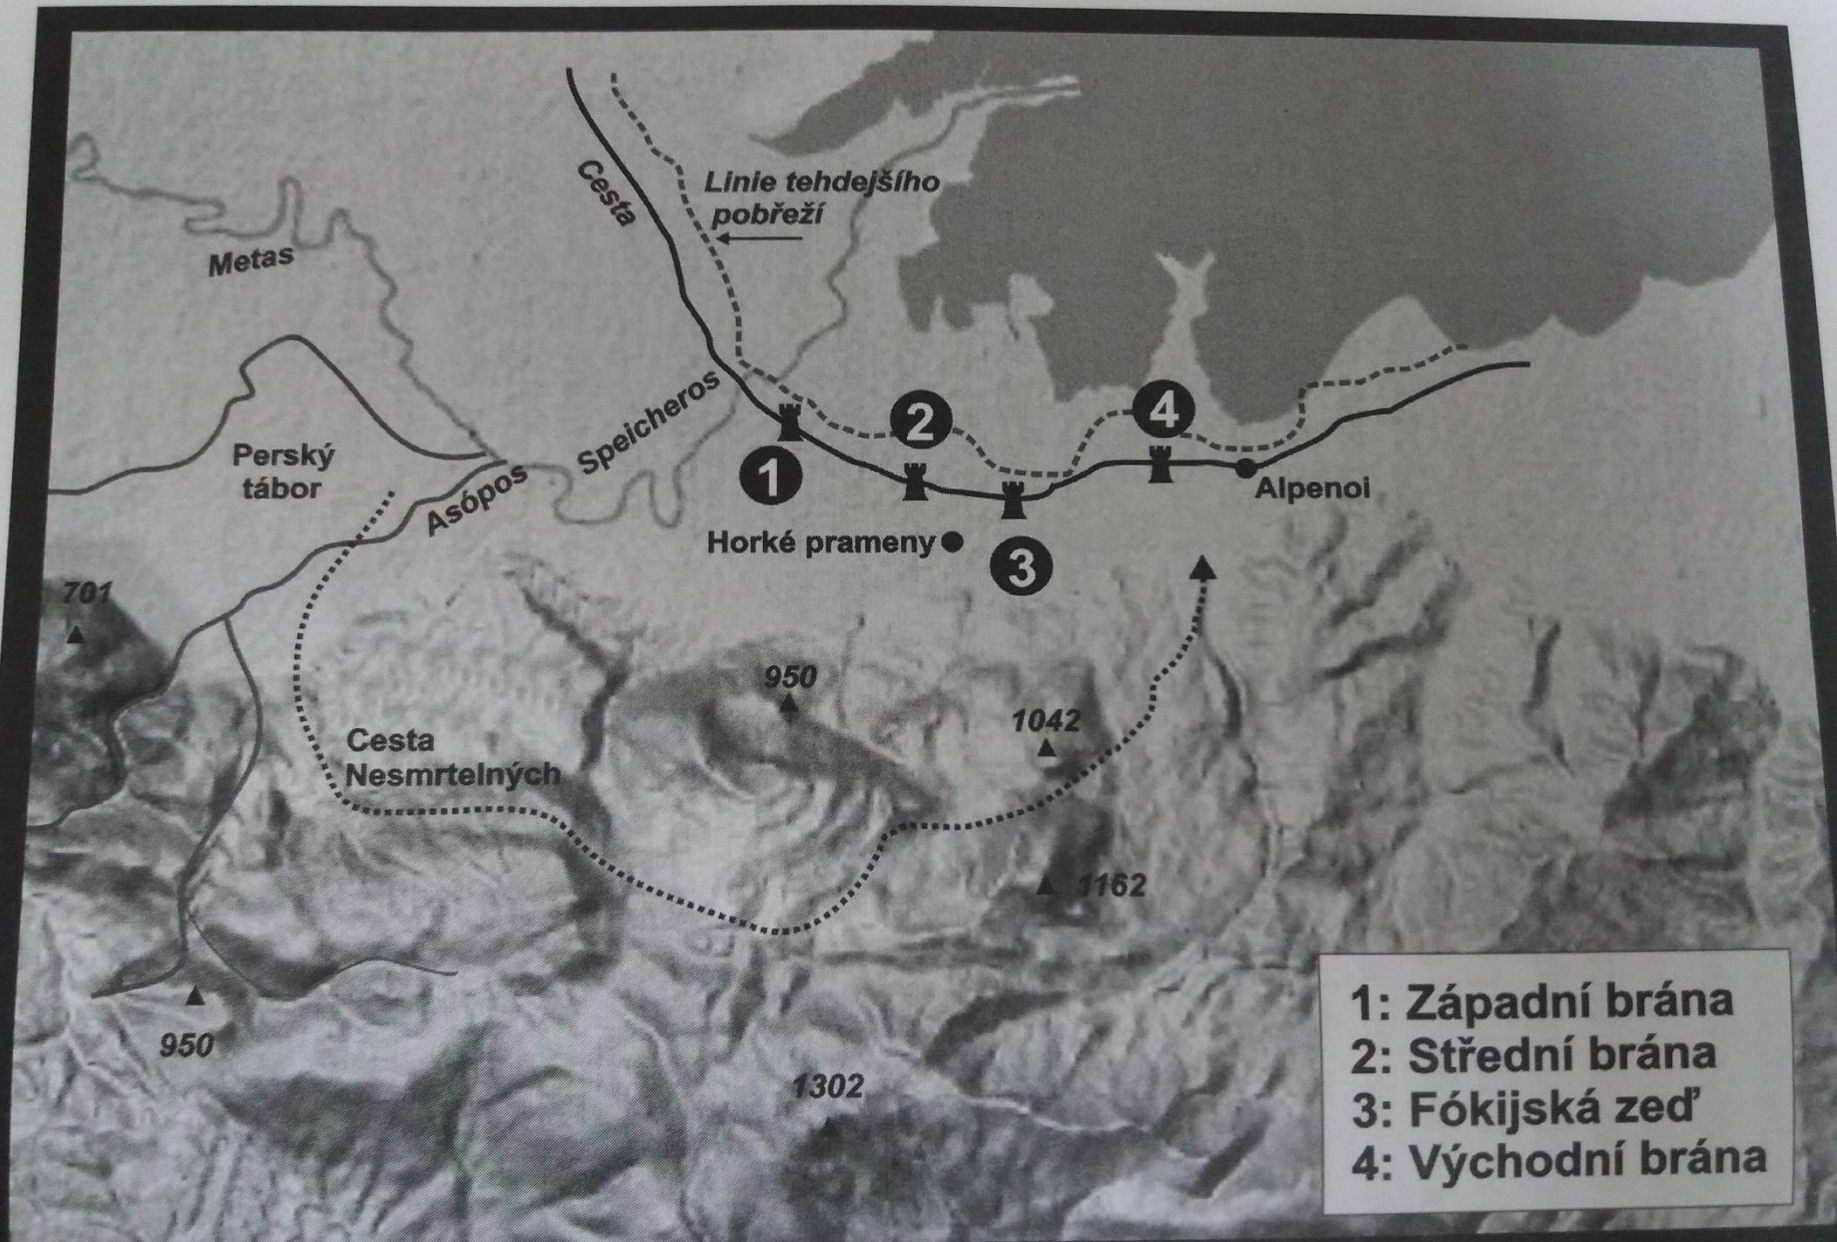 Cesta
Linie tehdejšího
pobřeží
Metas
Speicheros
Perský
tábor
Asópos
1
2
3
4
Alpenoi
Horké prameny
701
950
1042
Cesta
Nesmrtelných
1162
950
1302
1: Západní brána
2: Střední brána
3: Fókijská zeď
4: Východní brána